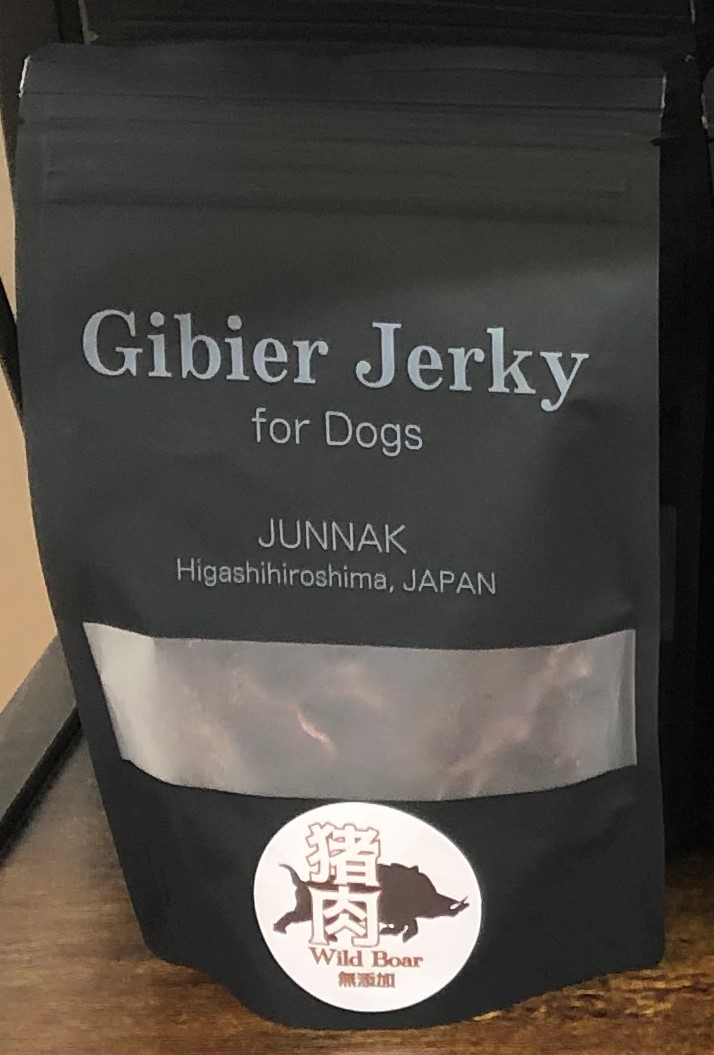 Gibier Jerky
for Dogs
JUNNAK
Higashihiroshima, JAPAN
猪
肉
Wild Boar
無添加